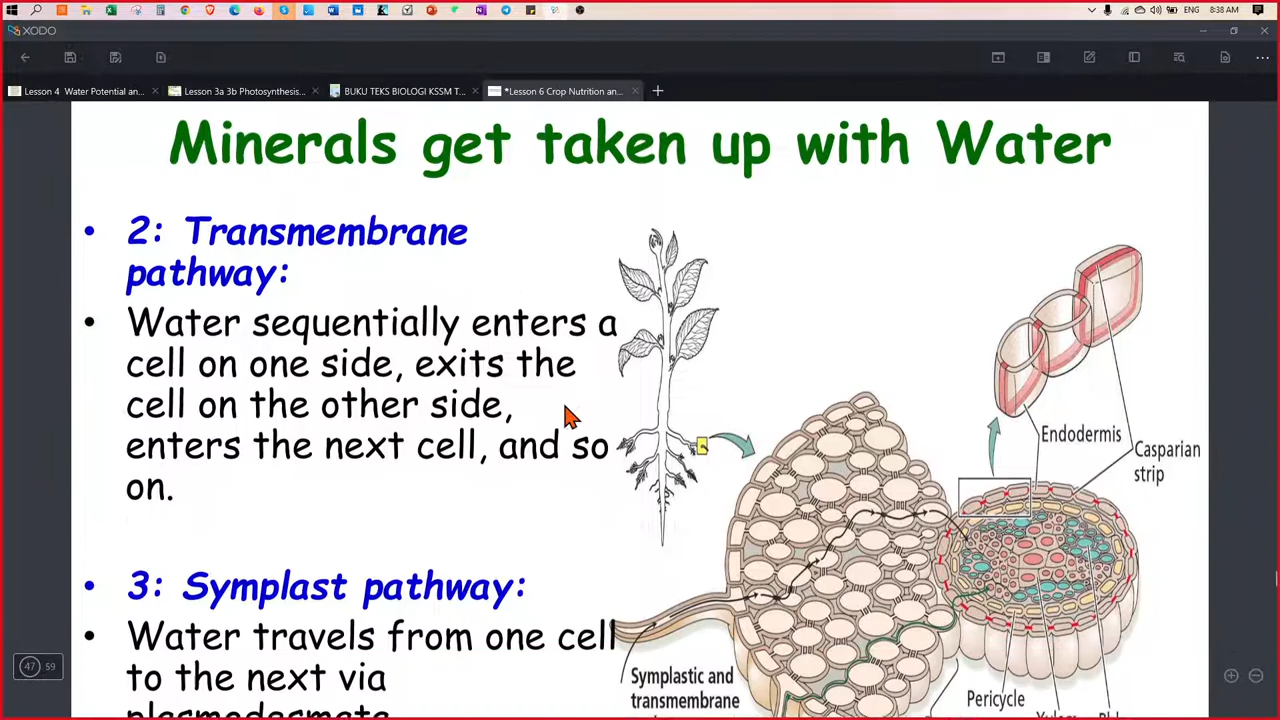 ENG
8:38 AM
XODO
Lesson 4 Water Potential an...
Lesson 3a 3b Photosynthesis...
BUKU TEKS BIOLOGI KSSM T...
*Lesson 6 Crop Nutrition an...
Minerals get taken up with Water
• 2: Transmembrane
pathway:
• Water sequentially enters a
cell on one side, exits the
cell on the other side,
enters the next cell, and so
on.
• 3: Symplast pathway:
• Water travels from one cell
to the next via
plasmodesmata
Endodermis
Casparian
strip
Symplastic and
transmembrane
Pericycle
47 59